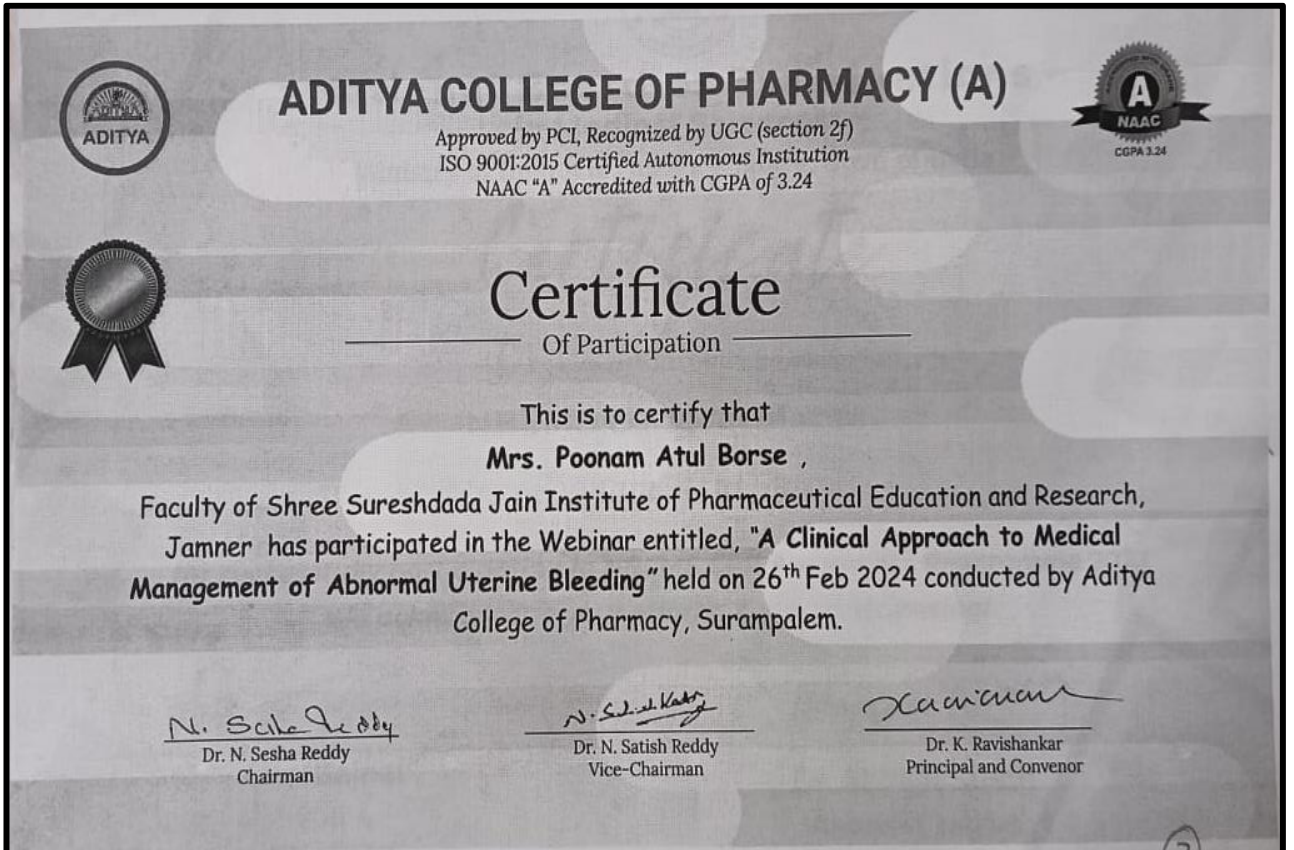 ADITYA
ADITYA COLLEGE OF PHARMACY (A)
Approved by PCI, Recognized by UGC (section 2f)
ISO 9001:2015 Certified Autonomous Institution
NAAC "A" Accredited with CGPA of 3.24
A
NAAC
CGPA 3.24
Certificate
Of Participation
This is to certify that
Mrs. Poonam Atul Borse ,
Faculty of Shree Sureshdada Jain Institute of Pharmaceutical Education and Research,
Jamner has participated in the Webinar entitled, "A Clinical Approach to Medical
Management of Abnormal Uterine Bleeding" held on 26th Feb 2024 conducted by Aditya
College of Pharmacy, Surampalem.
Dr. N. Sesha Reddy
Chairman
Dr. N. Satish Reddy
Vice-Chairman
Dr. K. Ravishankar
Principal and Convenor